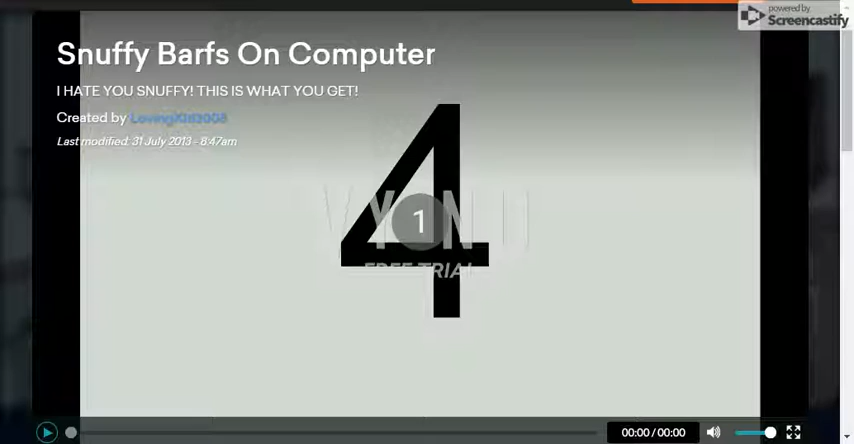 powered by
Screencastify
Snuffy Barfs On Computer
I HATE YOU SNUFFY! THIS IS WHAT YOU GET!
Created by
Last modified: 31 July 2013 - 8:47am
4
1
VYOND
FREE TRIAL
00:00 / 00:00